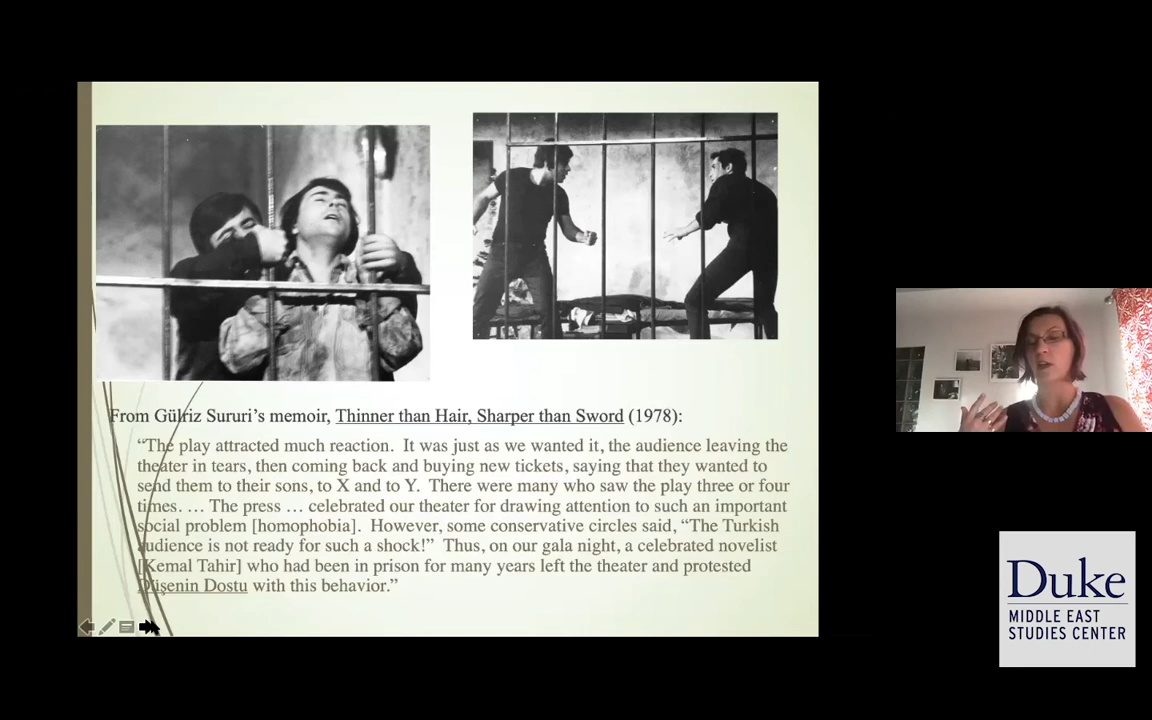 From Gülriz Sururi’s memoir, Thinner than Hair, Sharper than Sword (1978):
“The play attracted much reaction. It was just as we wanted it, the audience leaving the
theater in tears, then coming back and buying new tickets, saying that they wanted to
send them to their sons, to X and to Y. There were many who saw the play three or four
times. … The press … celebrated our theater for drawing attention to such an important
social problem [homophobia]. However, some conservative circles said, “The Turkish
audience is not ready for such a shock!” Thus, on our gala night, a celebrated novelist
[Kemal Tahir] who had been in prison for many years left the theater and protested
Düşenin Dostu with this behavior.”
Duke
MIDDLE EAST
STUDIES CENTER